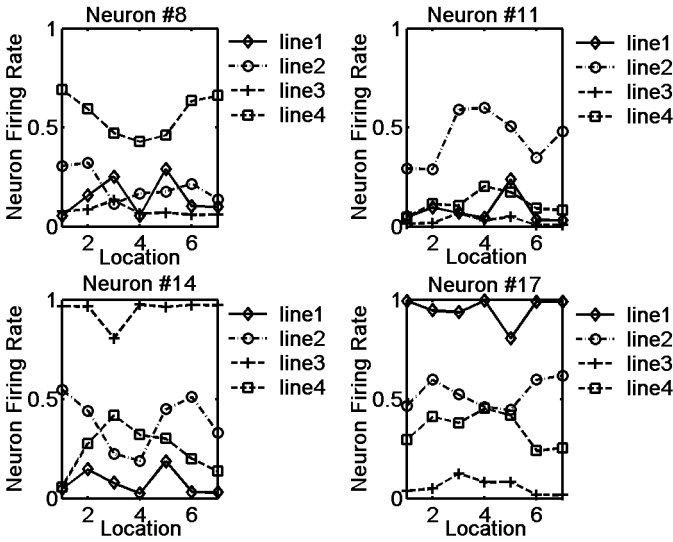 Neuron #8
Neuron Firing Rate
1
0.5
0
2 4 6
Location
line1
line2
line3
line4
Neuron #11
Neuron Firing Rate
1
0.5
0
2 4 6
Location
line1
line2
line3
line4
Neuron #14
Neuron Firing Rate
1
0.5
0
2 4 6
Location
line1
line2
line3
line4
Neuron #17
Neuron Firing Rate
1
0.5
0
2 4 6
Location
line1
line2
line3
line4